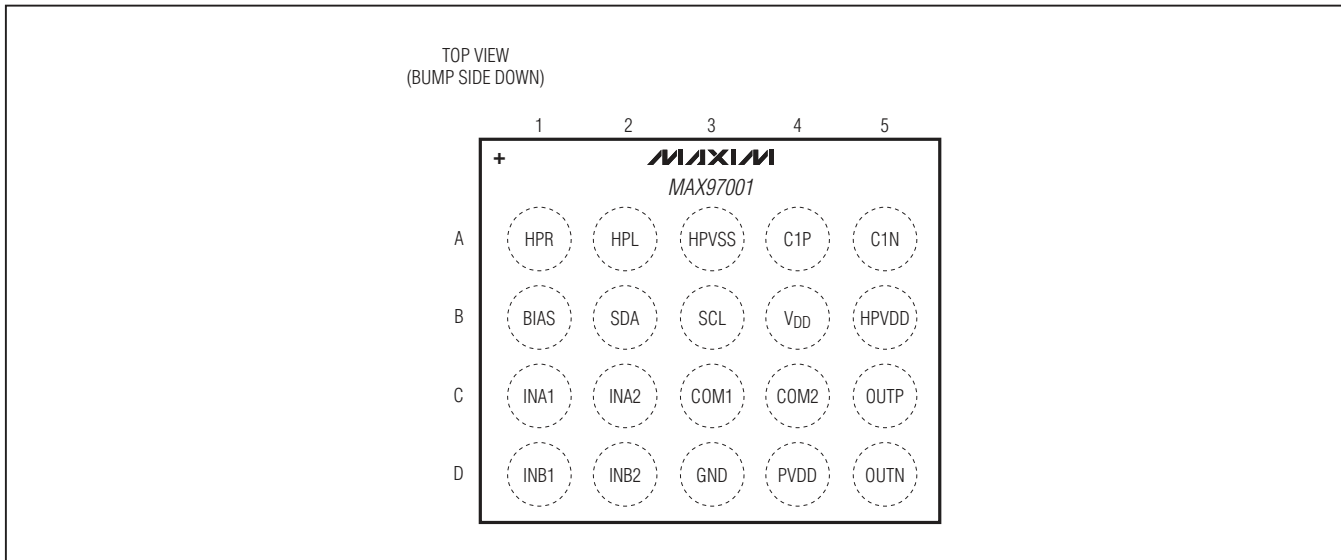 TOP VIEW
(BUMP SIDE DOWN)
1 2 3 4 5
+ MAXIM
MAX97001
A HPR HPL HPVSS C1P C1N
B BIAS SDA SCL VDD HPVDD
C INA1 INA2 COM1 COM2 OUTP
D INB1 INB2 GND PVDD OUTN